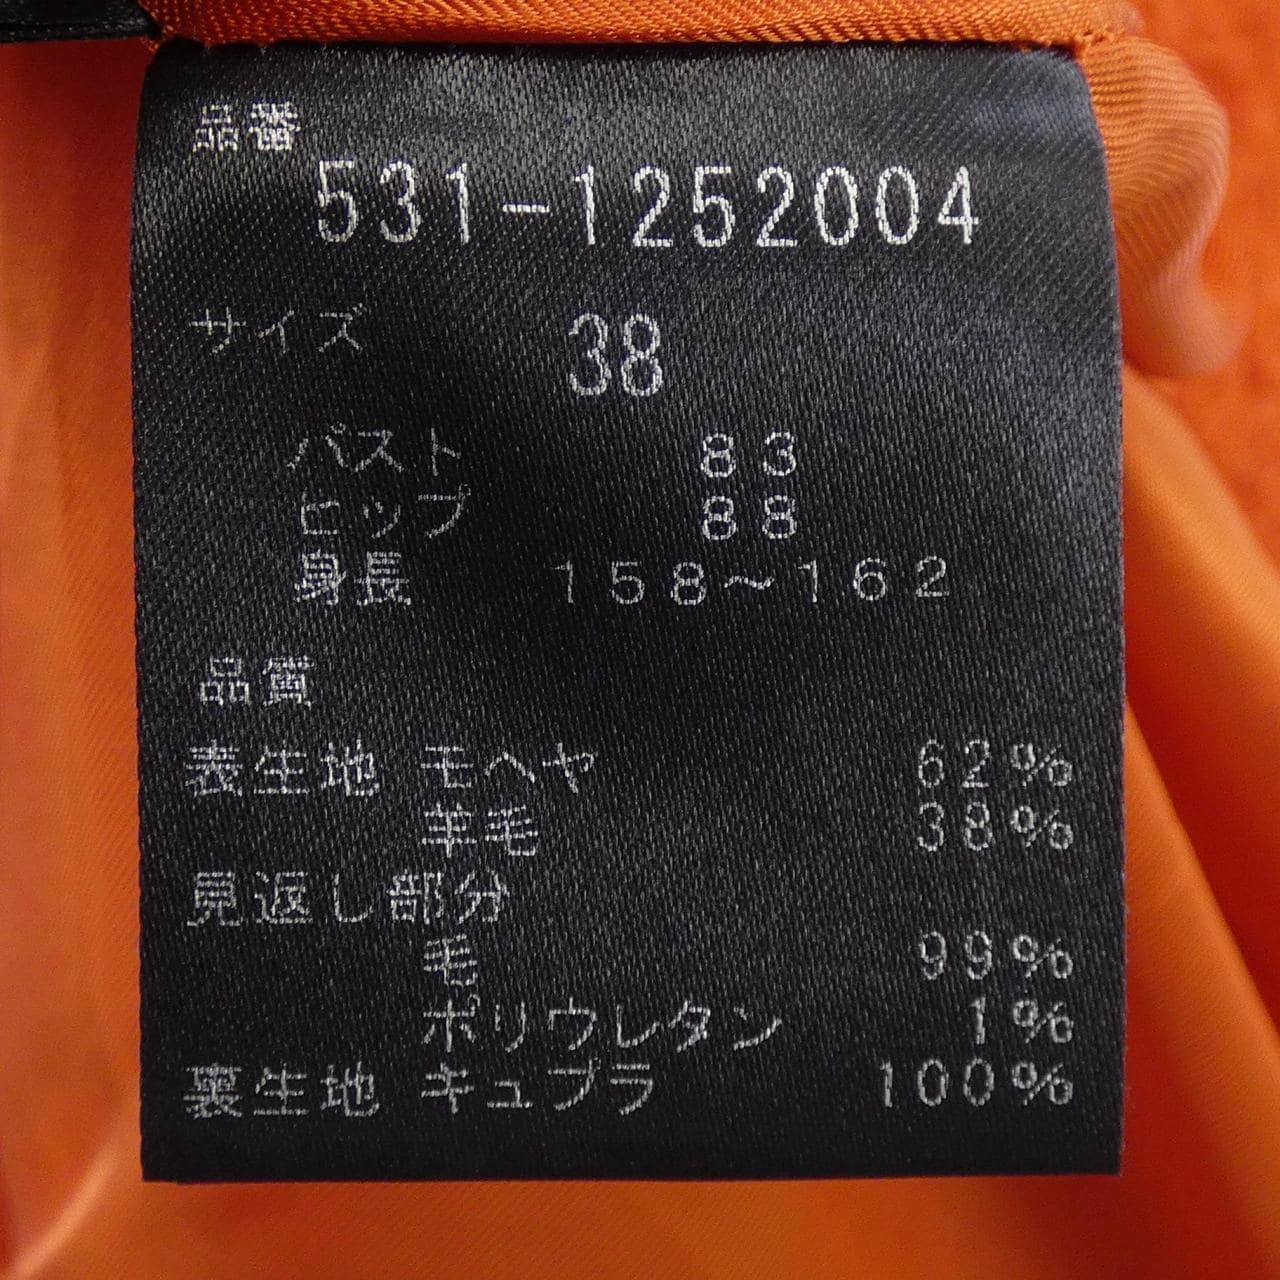 品番
531-1252004
サイズ 38
バスト 83
ヒップ 88
身長 158～162
品質
表生地 モヘヤ 62%
羊毛 38%
見返し部分
毛 99%
ポリウレタン 1%
裏生地 キュプラ 100%